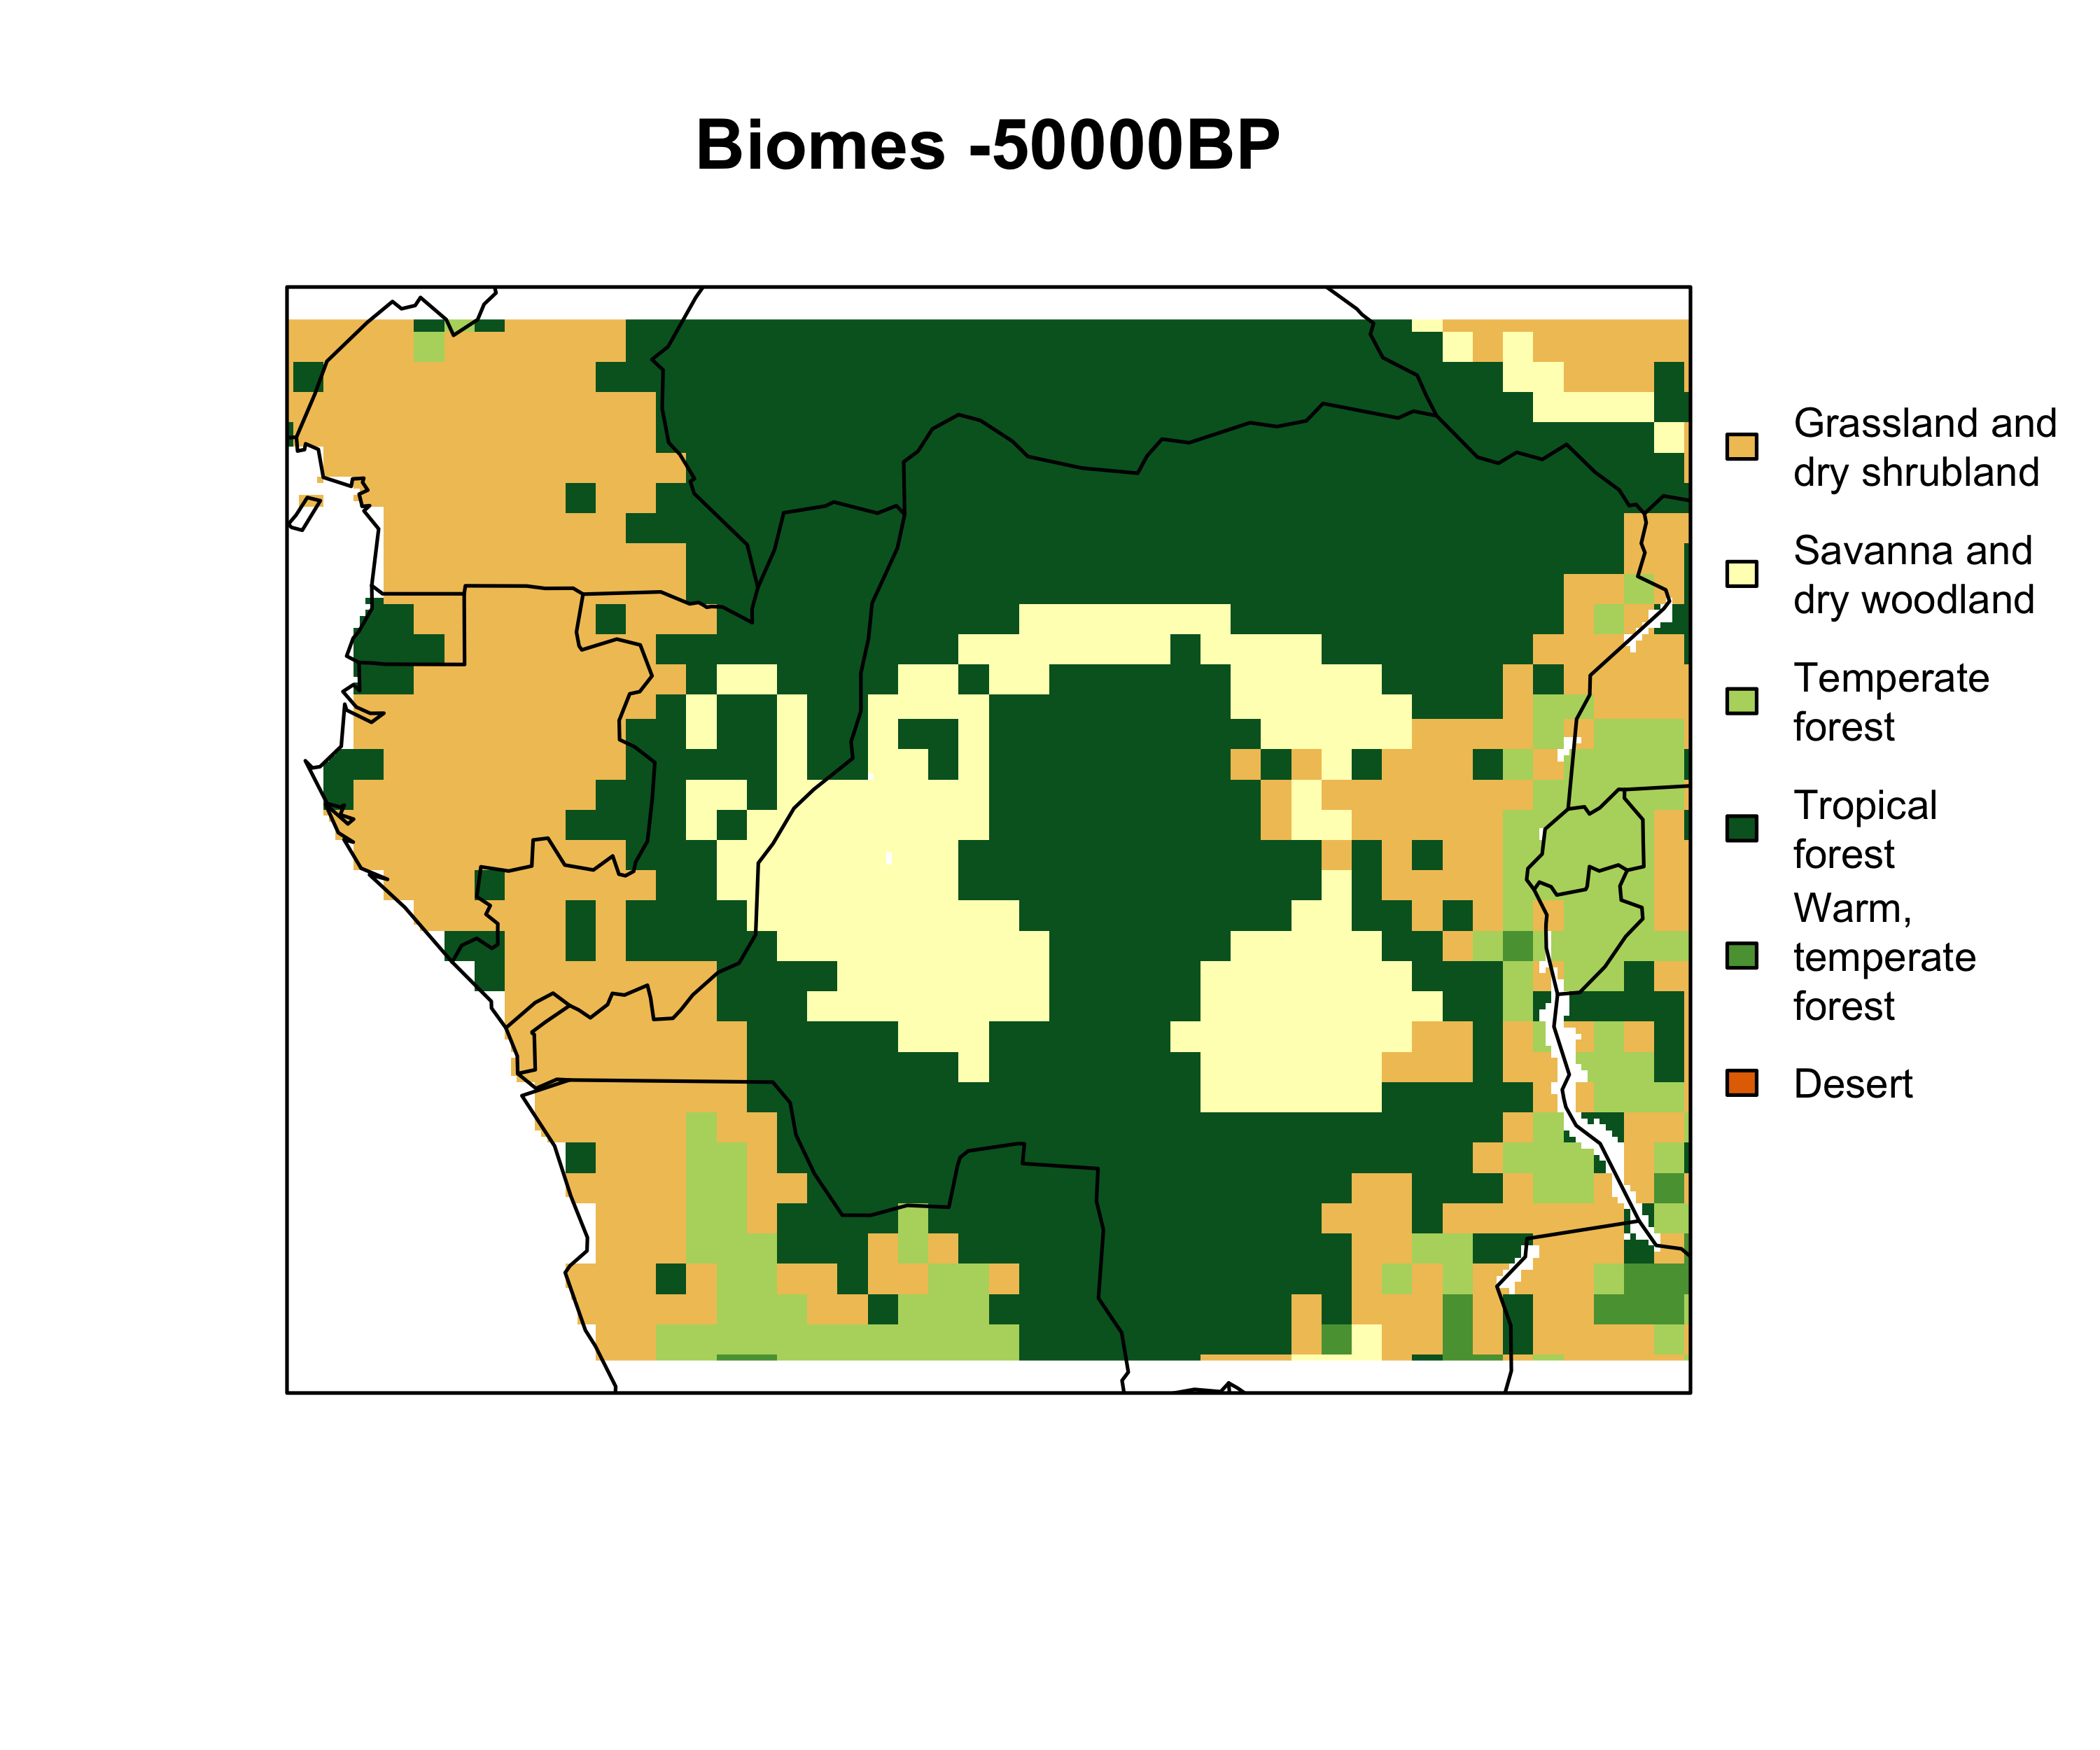 Biomes -50000BP
Grassland and
dry shrubland
Savanna and
dry woodland
Temperate
forest
Tropical
forest
Warm,
temperate
forest
Desert